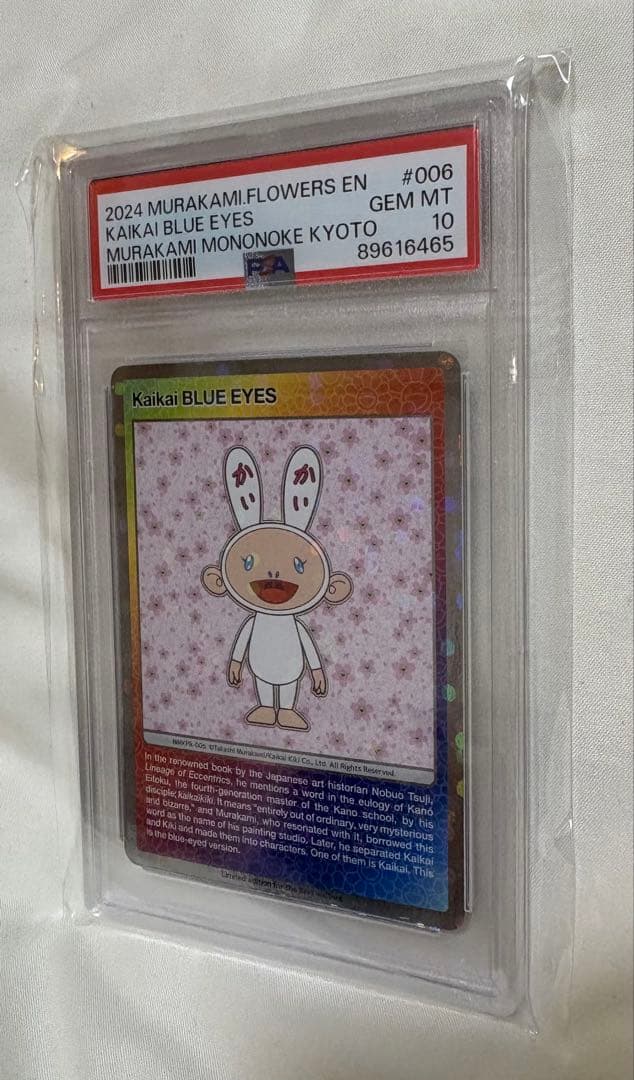 2024 MURAKAMI.FLOWERS EN #006
KAIKAI BLUE EYES GEM MT
MURAKAMI MONONOKE KYOTO 10
89616465
PSA
Kaikai BLUE EYES
かい かい
©Takashi Murakami/Kaikai Kiki Co., Ltd. All Rights Reserved.
In the renowned book by the Japanese art historian Nobuo Tsuji,
Lineage of Eccentrics, he mentions a word in the eulogy of Kanō
Eitoku, the fourth-generation master of the Kano school, by his
disciple: kaikaikiki. It means "entirely out of ordinary, very mysterious
and bizarre," and Murakami, who resonated with it, borrowed this
word as the name of his painting studio. Later, he separated Kaikai
and Kiki and made them into characters. One of them is Kaikai. This
is the blue-eyed version.
Limited edition for the